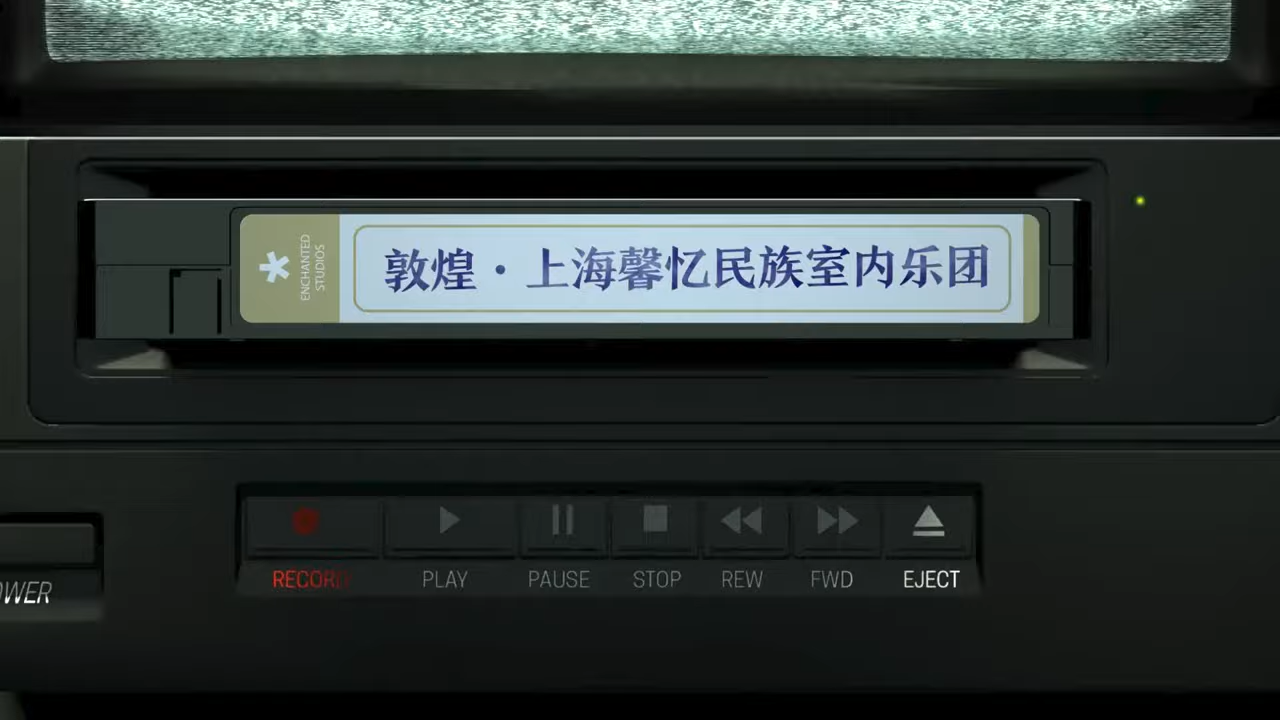 ENCHANTED
STUDIOS
敦煌·上海馨忆民族室内乐团
RECORD
PLAY
PAUSE
STOP
REW
FWD
EJECT
OWER